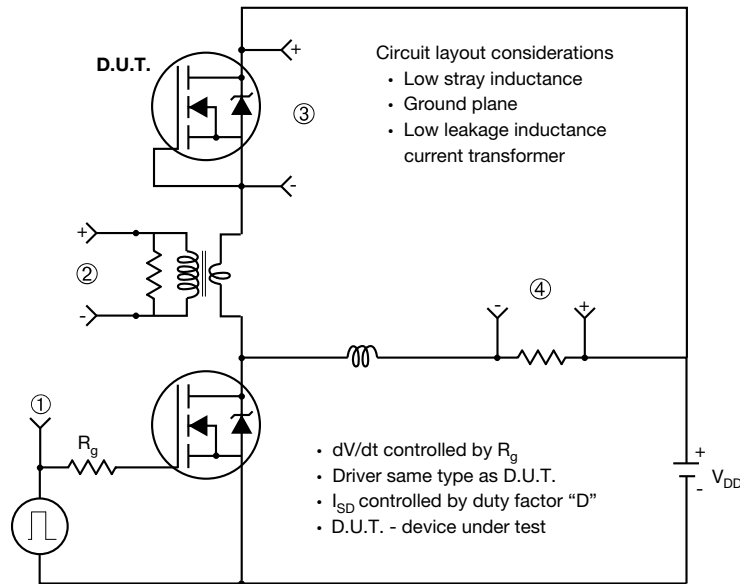 D.U.T.
+
Circuit layout considerations
• Low stray inductance
• Ground plane
• Low leakage inductance
current transformer
③
-
+
②
-
④
- +
①
Rg
• dV/dt controlled by Rg
• Driver same type as D.U.T.
• ISD controlled by duty factor “D”
• D.U.T. - device under test
+
VDD
-